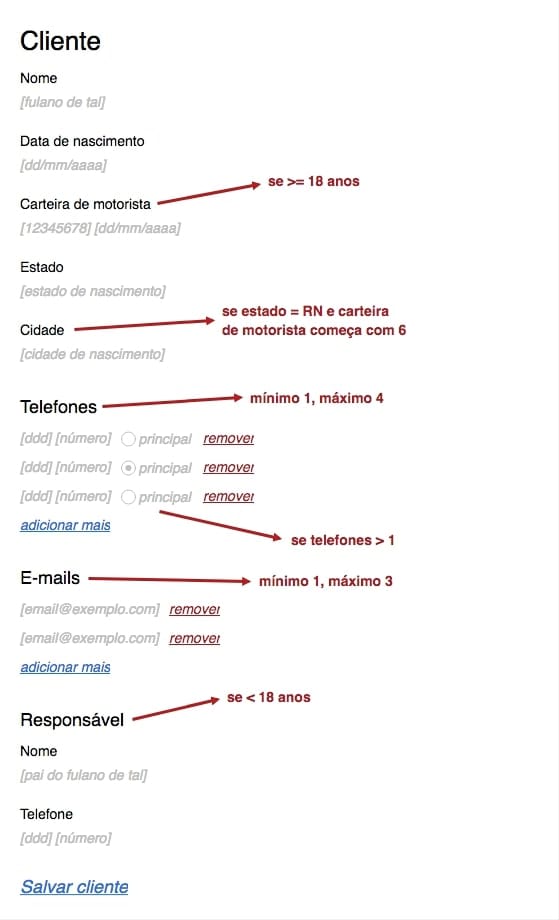 Cliente
Nome
[fulano de tal]
Data de nascimento
[dd/mm/aaaa]
se >= 18 anos
Carteira de motorista
[12345678] [dd/mm/aaaa]
Estado
[estado de nascimento]
se estado = RN e carteira
Cidade
de motorista começa com 6
[cidade de nascimento]
Telefones
mínimo 1, máximo 4
[ddd] [número] principal remover
[ddd] [número] principal remover
[ddd] [número] principal remover
adicionar mais
se telefones > 1
E-mails
mínimo 1, máximo 3
[email@exemplo.com] remover
[email@exemplo.com] remover
adicionar mais
se < 18 anos
Responsável
Nome
[pai do fulano de tal]
Telefone
[ddd] [número]
Salvar cliente